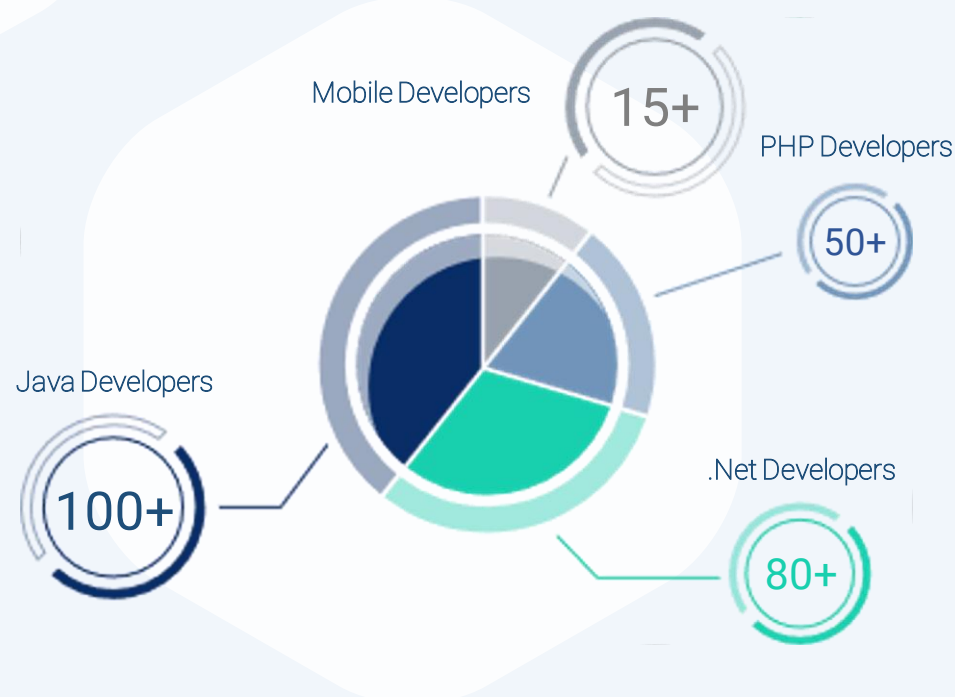 Mobile Developers
15+
PHP Developers
50+
Java Developers
100+
.Net Developers
80+